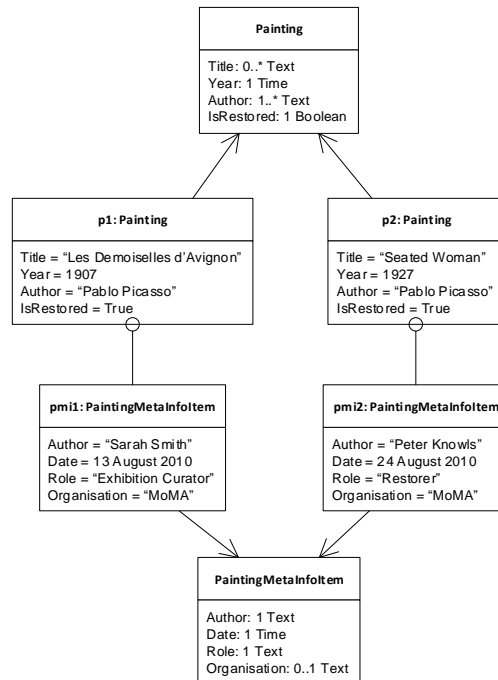 Painting
Title: 0..* Text
Year: 1 Time
Author: 1..* Text
IsRestored: 1 Boolean
p1: Painting
Title = “Les Demoiselles d’Avignon”
Year = 1907
Author = “Pablo Picasso”
IsRestored = True
p2: Painting
Title = “Seated Woman”
Year = 1927
Author = “Pablo Picasso”
IsRestored = True
pmi1: PaintingMetaInfoItem
Author = “Sarah Smith”
Date = 13 August 2010
Role = “Exhibition Curator”
Organisation = “MoMA”
pmi2: PaintingMetaInfoItem
Author = “Peter Knowls”
Date = 24 August 2010
Role = “Restorer”
Organisation = “MoMA”
PaintingMetaInfoItem
Author: 1 Text
Date: 1 Time
Role: 1 Text
Organisation: 0..1 Text